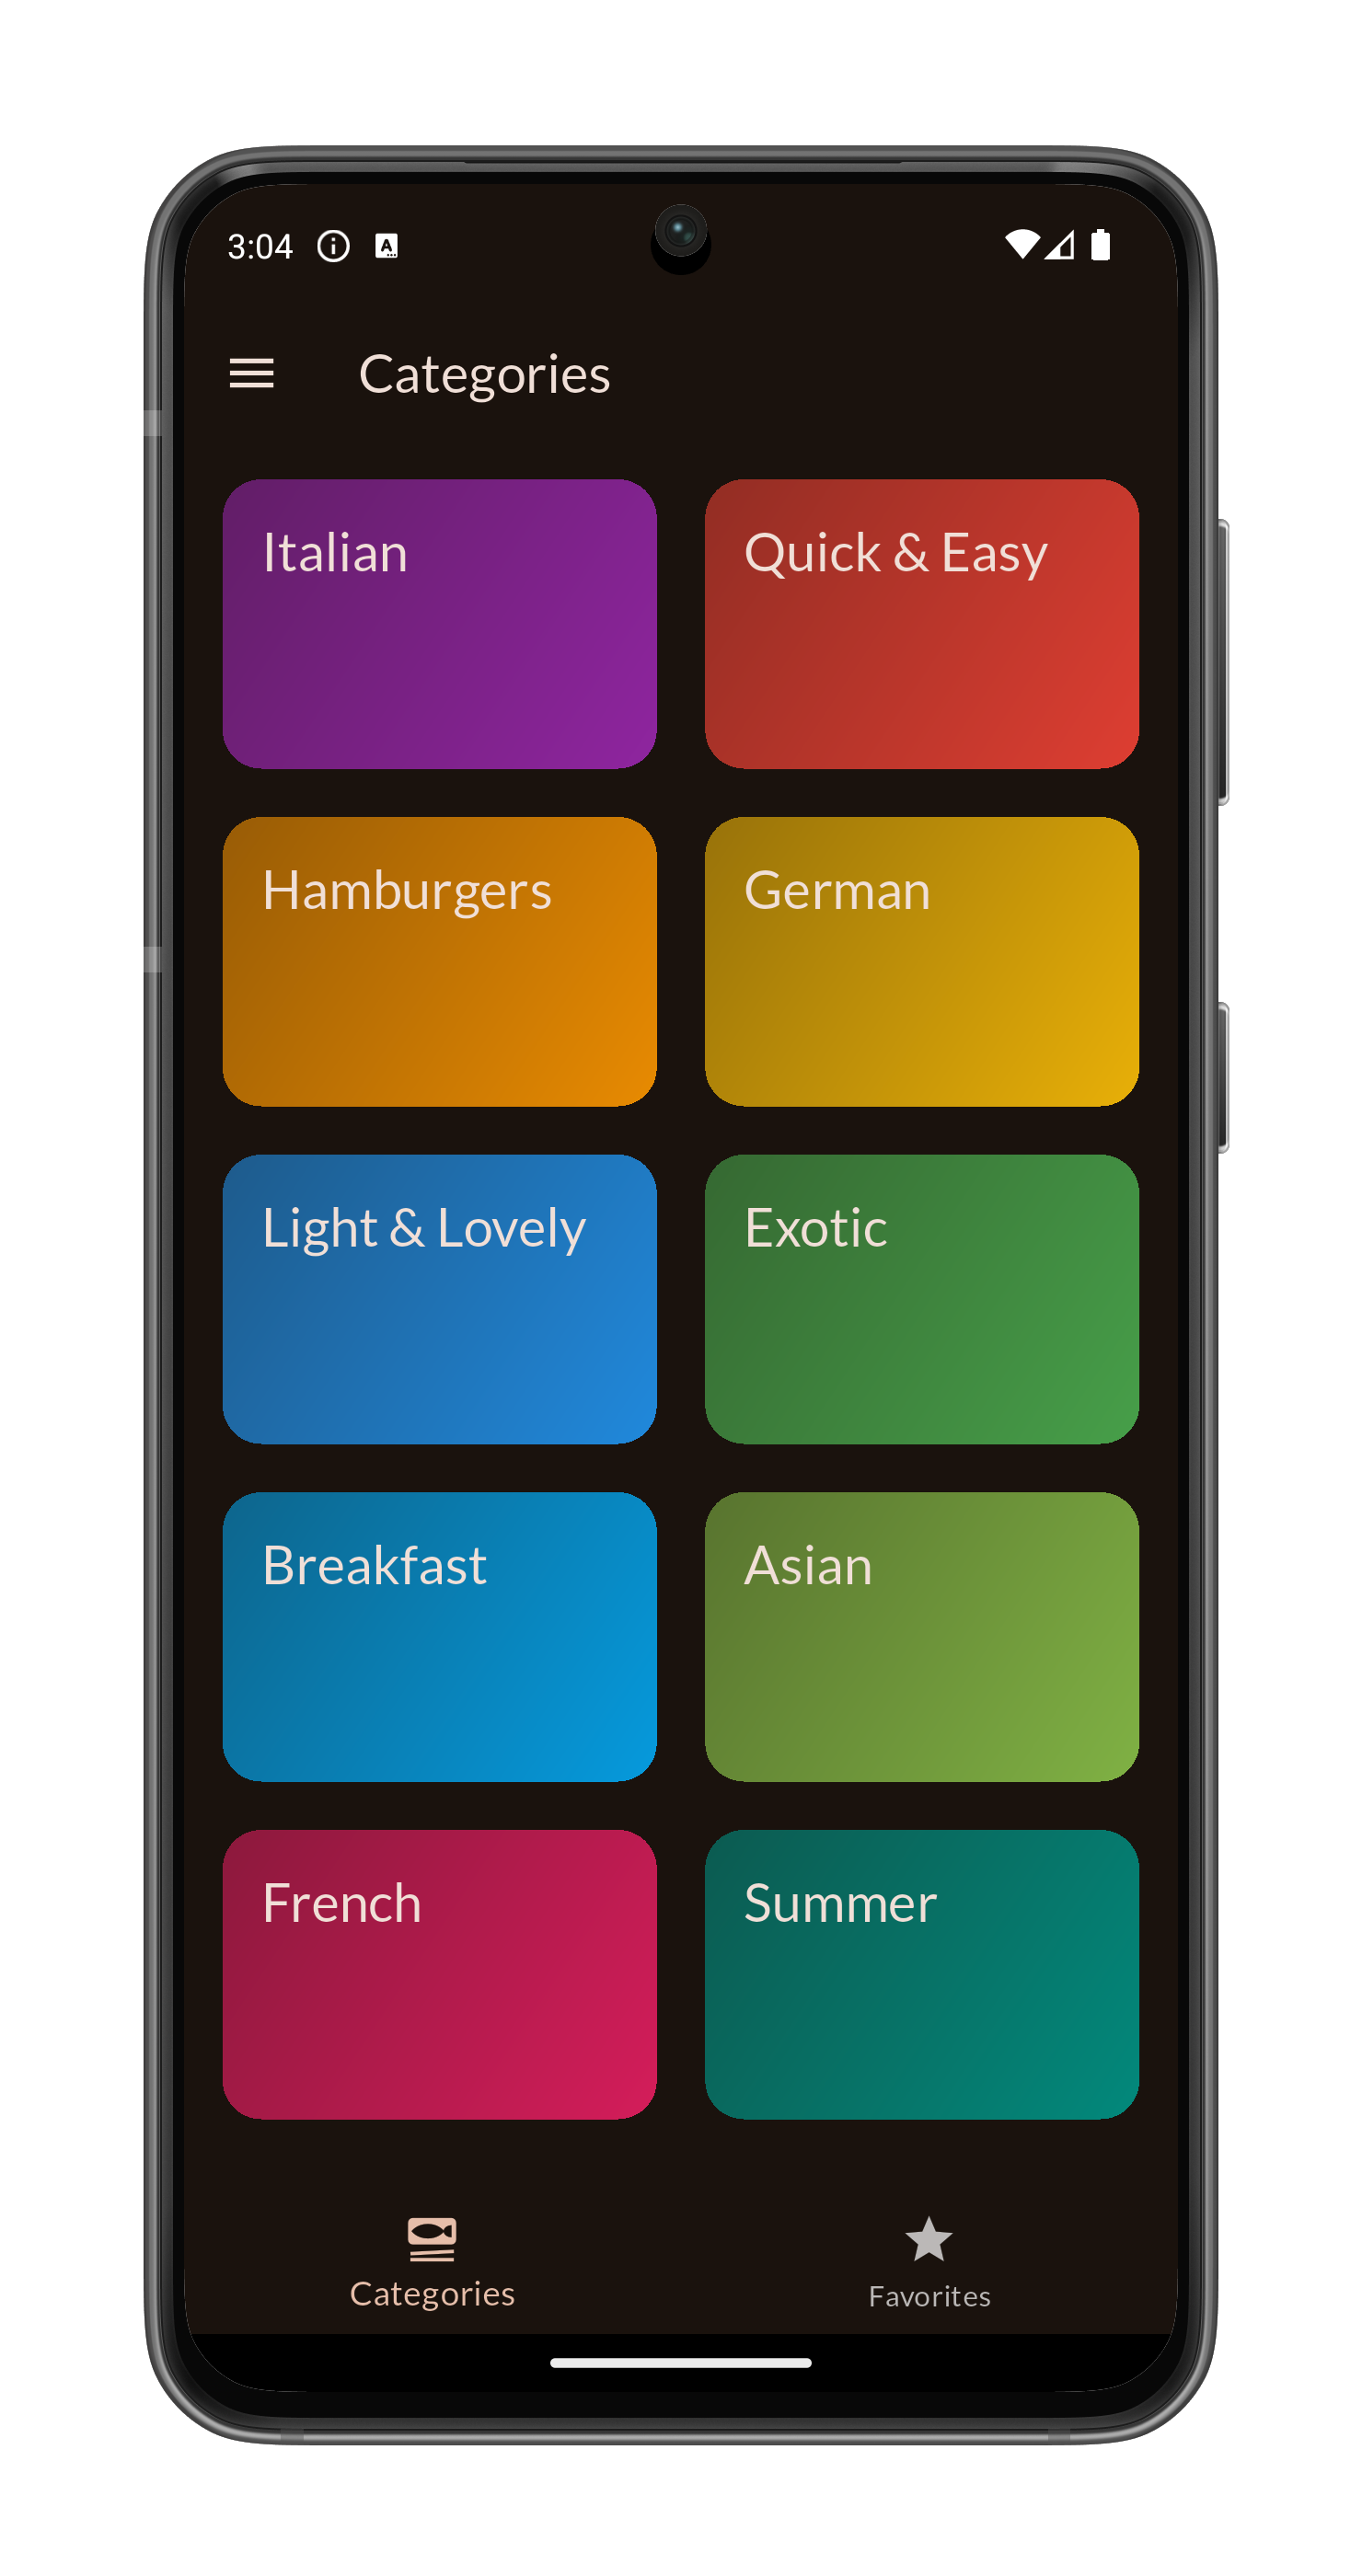 3:04
Categories
Italian
Quick & Easy
Hamburgers
German
Light & Lovely
Exotic
Breakfast
Asian
French
Summer
Categories
Favorites